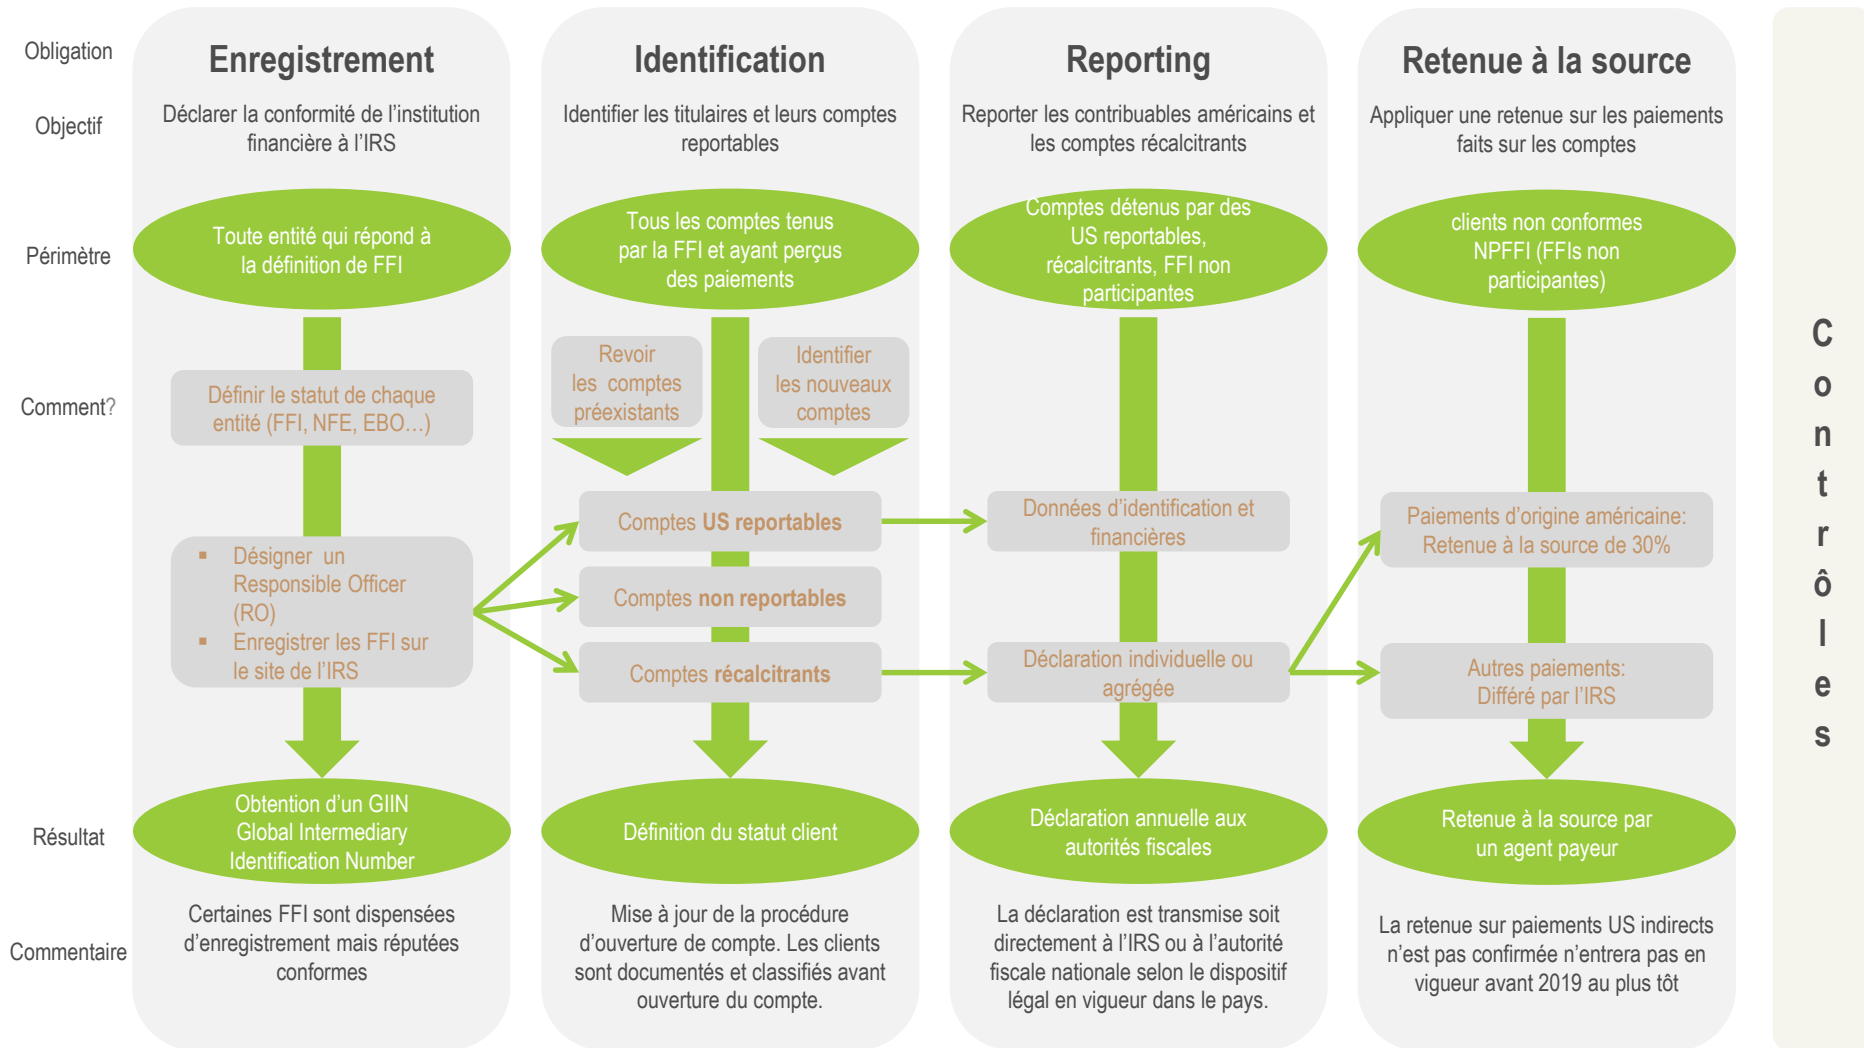 Obligation
Enregistrement
Identification
Reporting
Retenue à la source
Objectif
Déclarer la conformité de l’institution
financière à l’IRS
Identifier les titulaires et leurs comptes
reportables
Reporter les contribuables américains et
les comptes récalcitrants
Appliquer une retenue sur les paiements
faits sur les comptes
Périmètre
Toute entité qui répond à
la définition de FFI
Tous les comptes tenus
par la FFI et ayant perçus
des paiements
Comptes détenus par des
US reportables,
récalcitrants, FFI non
participantes
clients non conformes
NPFFI (FFIs non
participantes)
Comment?
Définir le statut de chaque
entité (FFI, NFE, EBO…)
Revoir
les comptes
préexistants
Identifier
les nouveaux
comptes
▪ Désigner un
Responsible Officer
(RO)
▪ Enregistrer les FFI sur
le site de l’IRS
Comptes US reportables
Comptes non reportables
Comptes récalcitrants
Données d’identification et
financières
Déclaration individuelle ou
agrégée
Paiements d’origine américaine:
Retenue à la source de 30%
Autres paiements:
Différé par l’IRS
Résultat
Obtention d’un GIIN
Global Intermediary
Identification Number
Définition du statut client
Déclaration annuelle aux
autorités fiscales
Retenue à la source par
un agent payeur
Commentaire
Certaines FFI sont dispensées
d’enregistrement mais réputées
conformes
Mise à jour de la procédure
d’ouverture de compte. Les clients
sont documentés et classifiés avant
ouverture du compte.
La déclaration est transmise soit
directement à l’IRS ou à l’autorité
fiscale nationale selon le dispositif
légal en vigueur dans le pays.
La retenue sur paiements US indirects
n’est pas confirmée n’entrera pas en
vigueur avant 2019 au plus tôt
C
o
n
t
r
ô
l
e
s